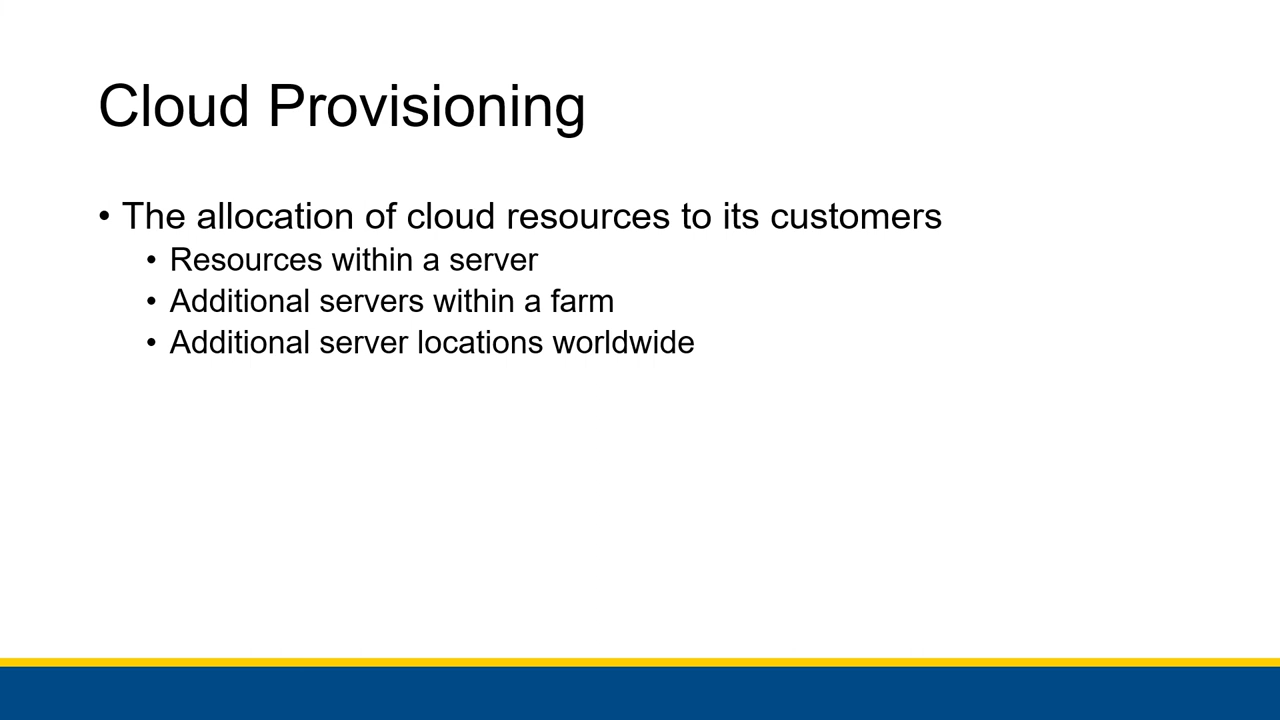 Cloud Provisioning
• The allocation of cloud resources to its customers
• Resources within a server
• Additional servers within a farm
• Additional server locations worldwide